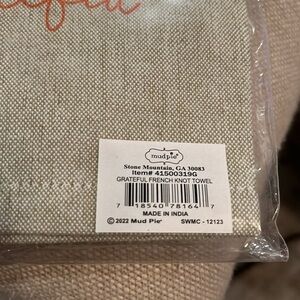 mudpie®
Stone Mountain, GA 30083
Item# 41500319G
GRATEFUL FRENCH KNOT TOWEL
7 18540 78164 7
MADE IN INDIA
© 2022 Mud Pie® SWMC - 12123